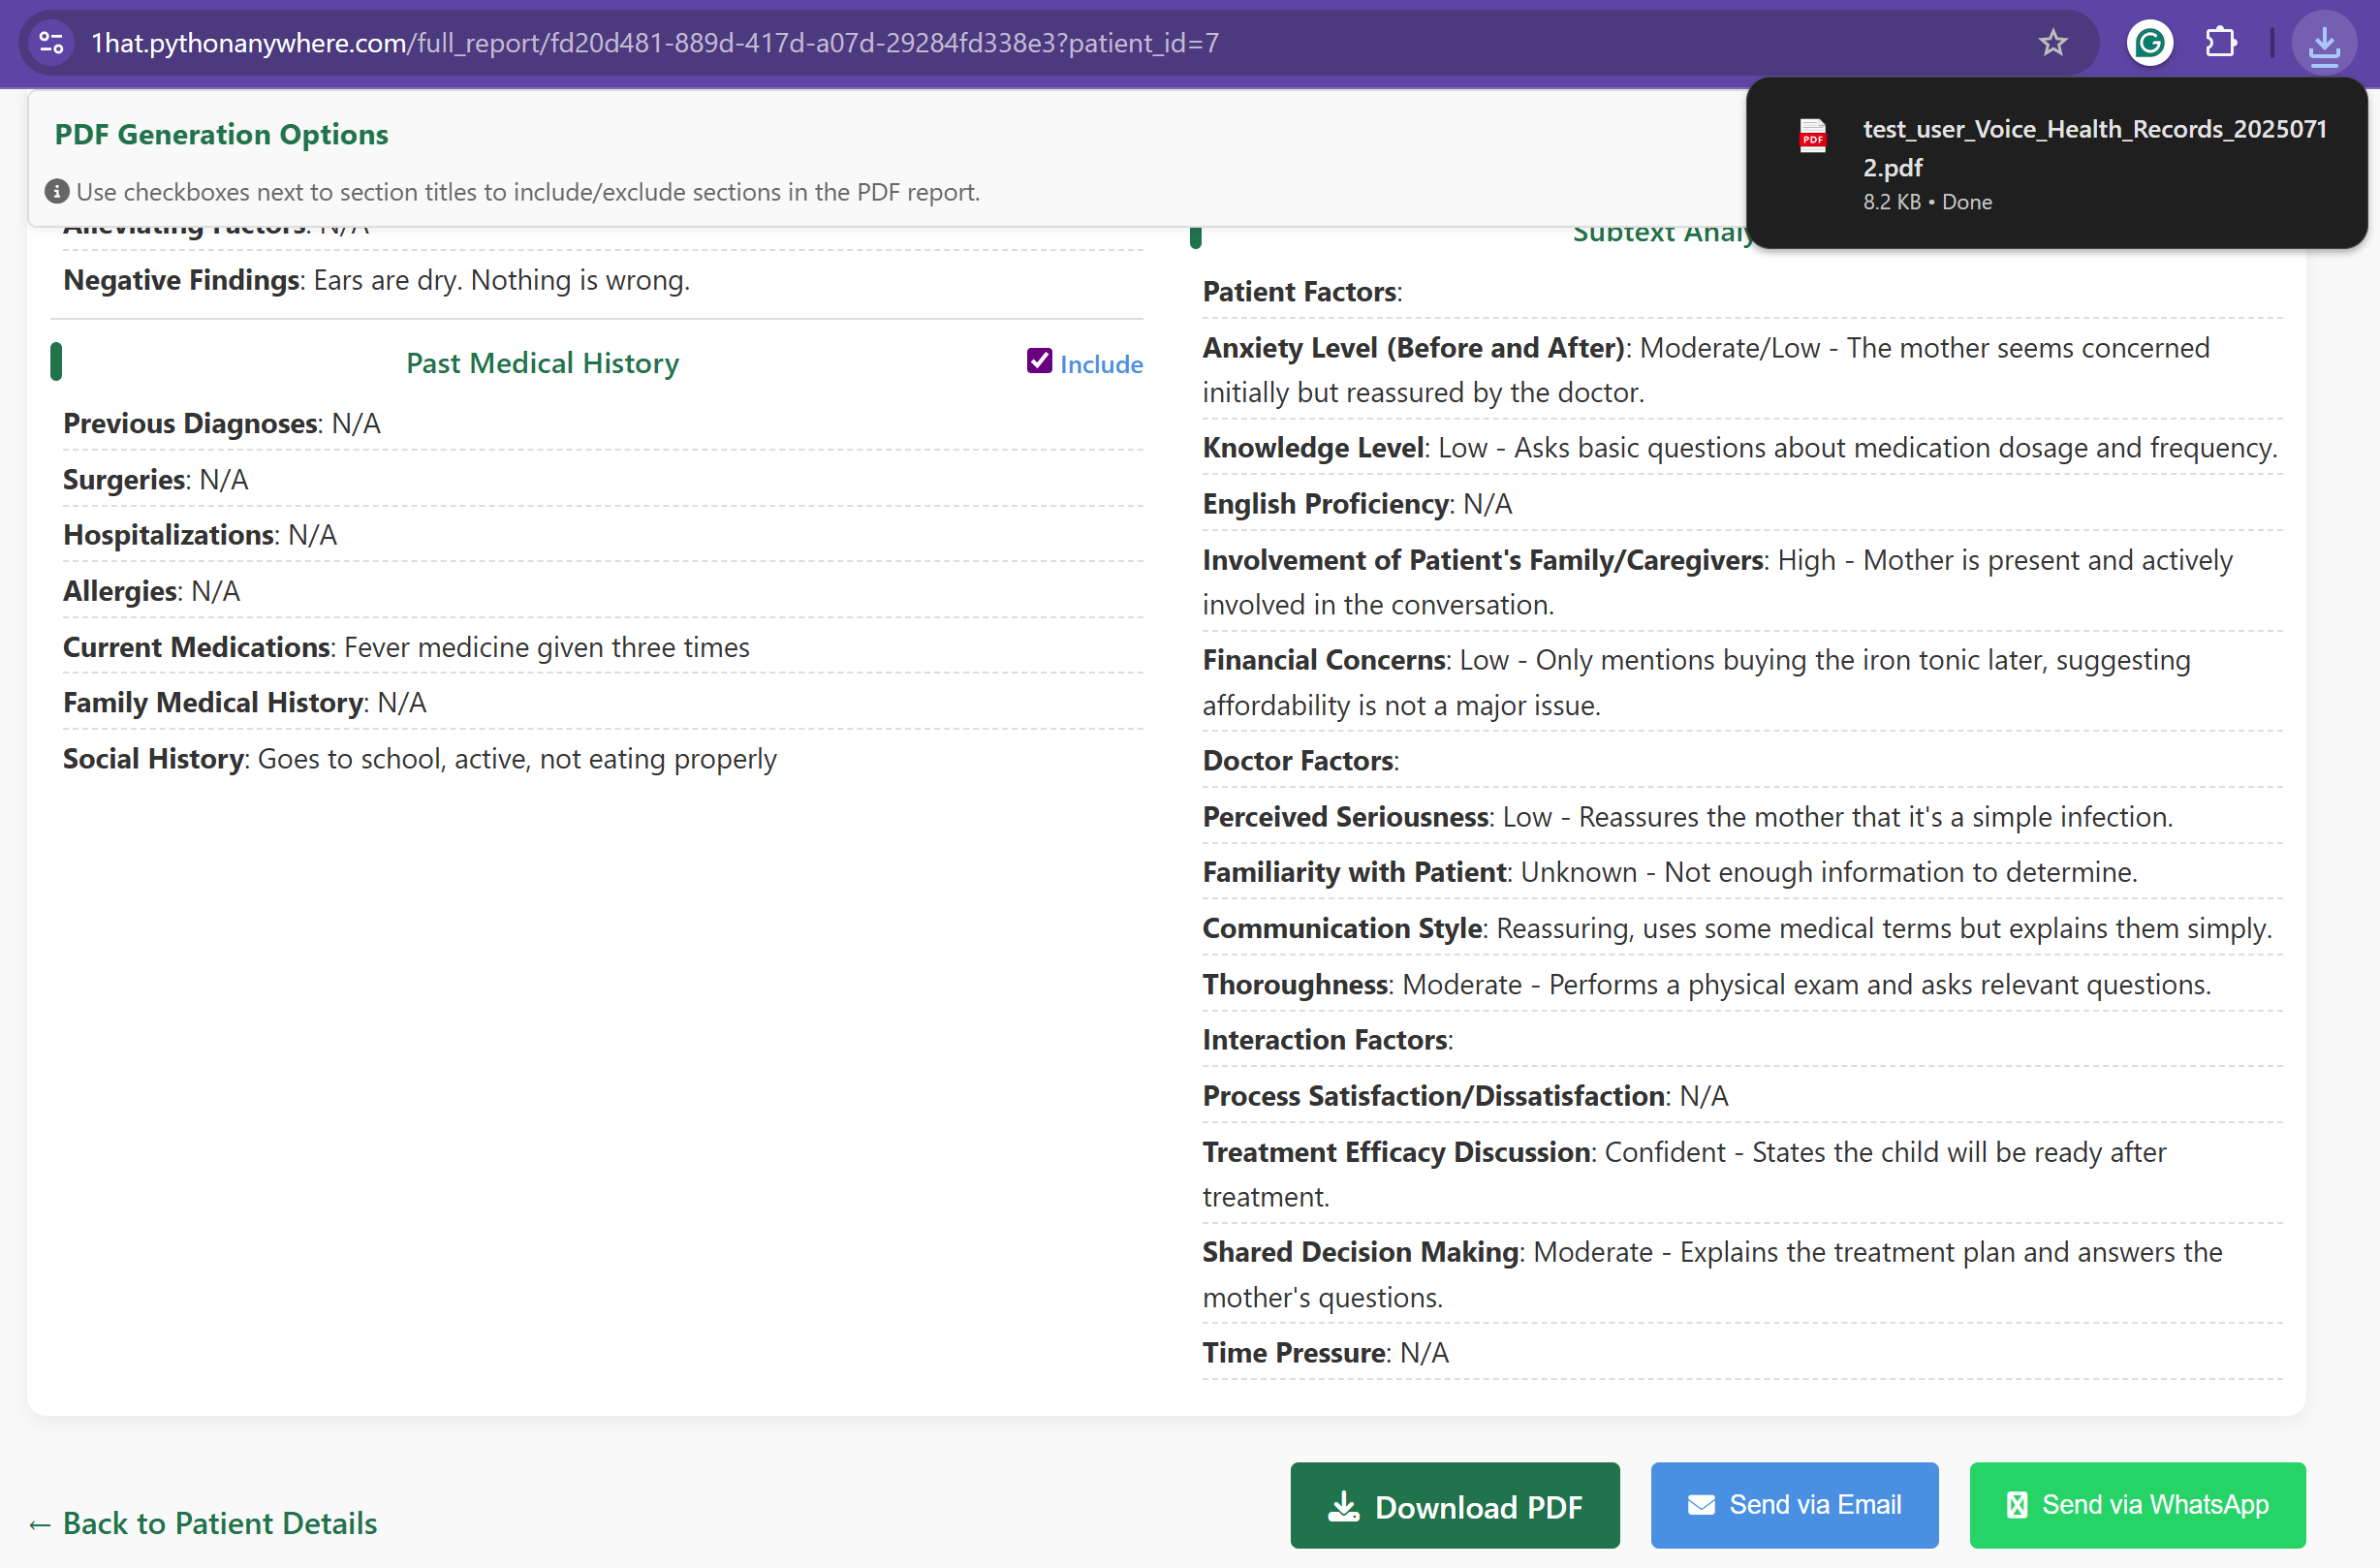 1hat.pythonanywhere.com/full_report/fd20d481-889d-417d-a07d-29284fd338e3?patient_id=7
test_user_Voice_Health_Records_2025071
2.pdf
8.2 KB • Done
PDF Generation Options
Use checkboxes next to section titles to include/exclude sections in the PDF report.
Alleviating Factors: N/A
Negative Findings: Ears are dry. Nothing is wrong.
Past Medical History
Include
Previous Diagnoses: N/A
Surgeries: N/A
Hospitalizations: N/A
Allergies: N/A
Current Medications: Fever medicine given three times
Family Medical History: N/A
Social History: Goes to school, active, not eating properly
Subtext Analy
Patient Factors:
Anxiety Level (Before and After): Moderate/Low - The mother seems concerned
initially but reassured by the doctor.
Knowledge Level: Low - Asks basic questions about medication dosage and frequency.
English Proficiency: N/A
Involvement of Patient's Family/Caregivers: High - Mother is present and actively
involved in the conversation.
Financial Concerns: Low - Only mentions buying the iron tonic later, suggesting
affordability is not a major issue.
Doctor Factors:
Perceived Seriousness: Low - Reassures the mother that it's a simple infection.
Familiarity with Patient: Unknown - Not enough information to determine.
Communication Style: Reassuring, uses some medical terms but explains them simply.
Thoroughness: Moderate - Performs a physical exam and asks relevant questions.
Interaction Factors:
Process Satisfaction/Dissatisfaction: N/A
Treatment Efficacy Discussion: Confident - States the child will be ready after
treatment.
Shared Decision Making: Moderate - Explains the treatment plan and answers the
mother's questions.
Time Pressure: N/A
← Back to Patient Details
Download PDF
Send via Email
Send via WhatsApp